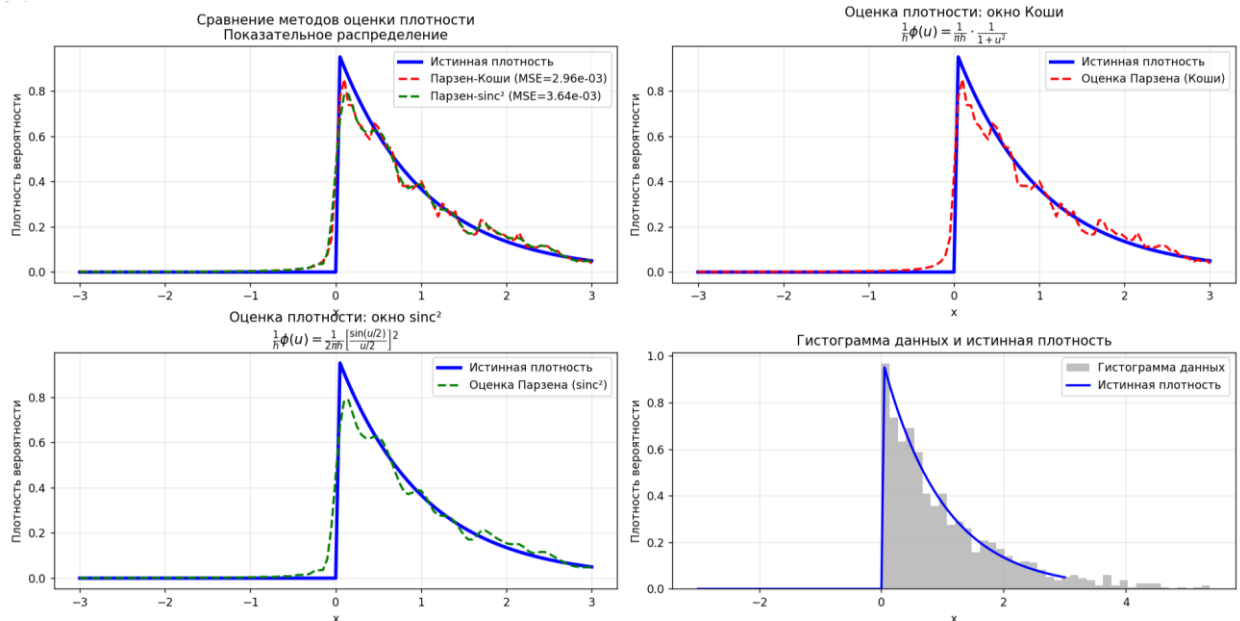 Сравнение методов оценки плотности
Показательное распределение
Плотность вероятности
0.8
0.6
0.4
0.2
0.0
Истинная плотность
Парзен-Коши (MSE=2.96e-03)
Парзен-sinc² (MSE=3.64e-03)
−3 −2 −1 0 1 2 3
x
Оценка плотности: окно Коши
1/h ϕ(u) = 1/πh · 1/1 + u²
Плотность вероятности
0.8
0.6
0.4
0.2
0.0
Истинная плотность
Оценка Парзена (Коши)
−3 −2 −1 0 1 2 3
x
Оценка плотности: окно sinc²
1/h ϕ(u) = 1/2πh [sin(u/2)/u/2]2
Плотность вероятности
0.8
0.6
0.4
0.2
0.0
Истинная плотность
Оценка Парзена (sinc²)
−3 −2 −1 0 1 2 3
x
Гистограмма данных и истинная плотность
Плотность вероятности
1.0
0.8
0.6
0.4
0.2
0.0
Гистограмма данных
Истинная плотность
−2 0 2 4
x